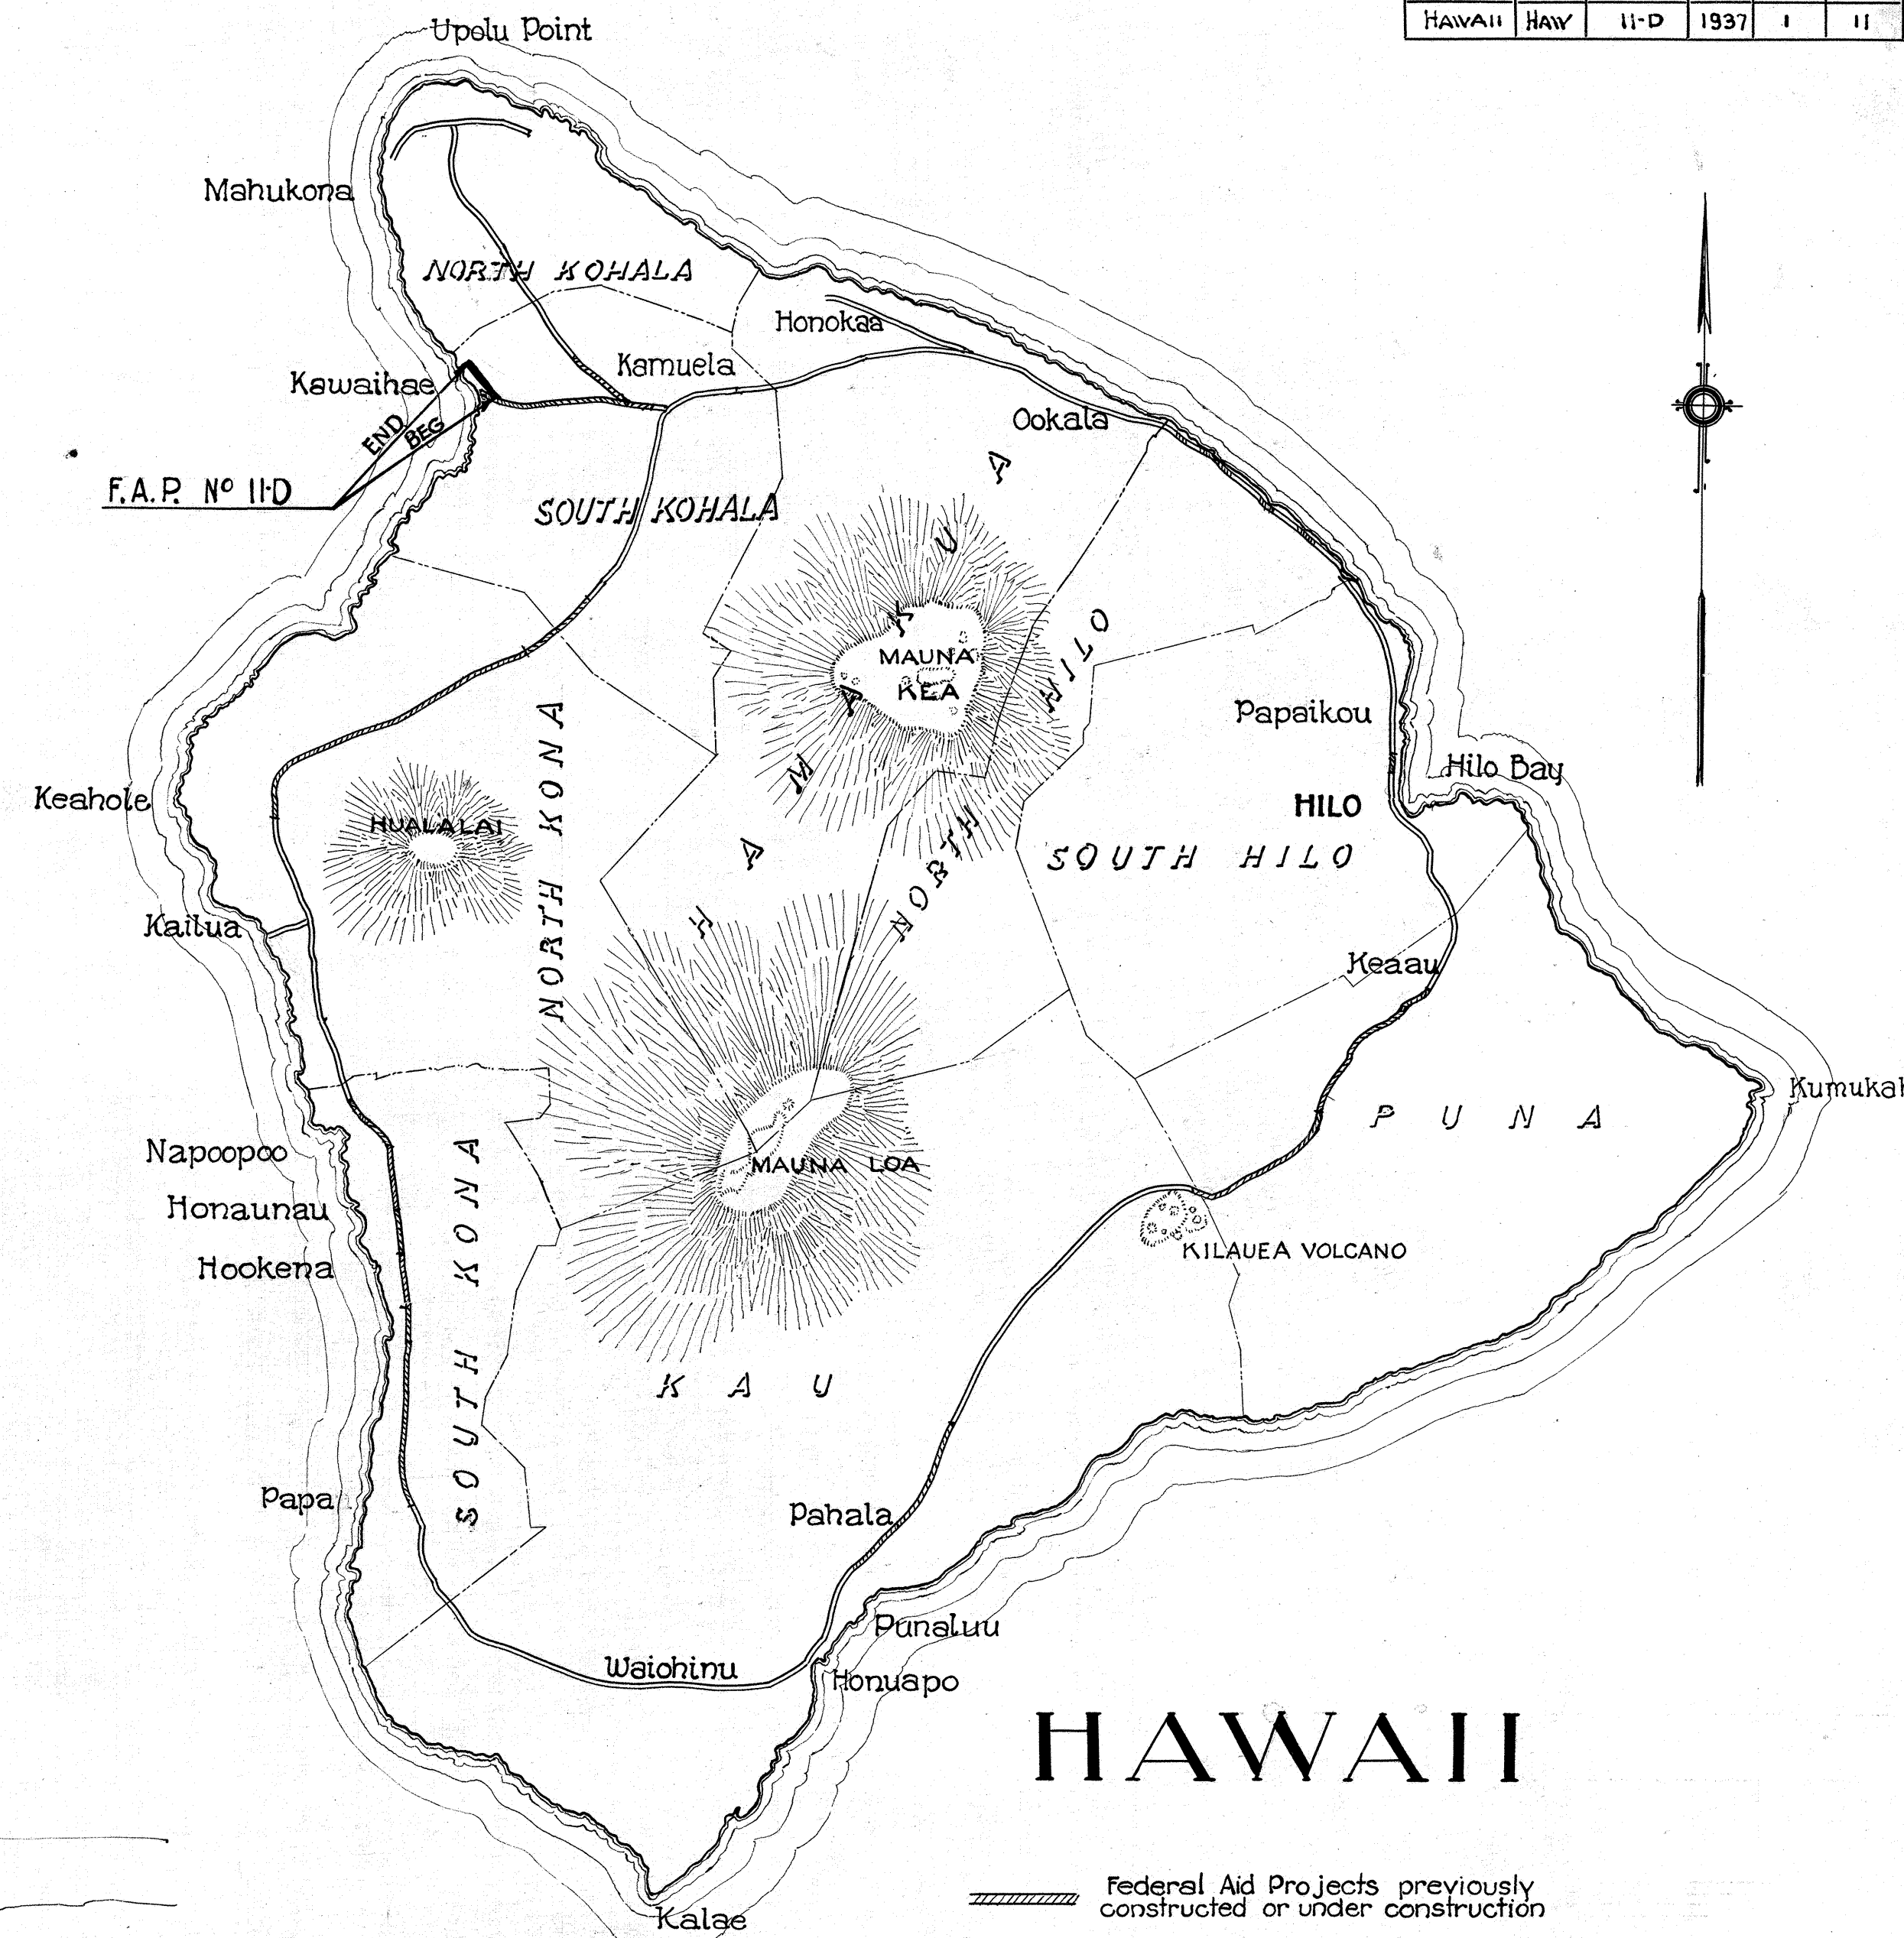 HAWAII HAW 11-D 1937 1 11
Upolu Point
Mahukona
NORTH KOHALA
Honokaa
Kamuela
Kawaihae
END
BEG
Ookala
F.A.P. No 11-D
SOUTH KOHALA
HAMAKUA
MAUNA
KEA
NORTH HILO
Papaikou
Hilo Bay
HILO
Keahole
HUALALAI
NORTH KONA
SOUTH HILO
Kailua
Keaau
Kumukah
PUNA
Napoopoo
MAUNA LOA
Honaunau
SOUTH KONA
KILAUEA VOLCANO
Hookena
KAU
Papa
Pahala
Punaluu
Waiohinu
Honuapo
HAWAII
Federal Aid Projects previously
constructed or under construction
Kalae